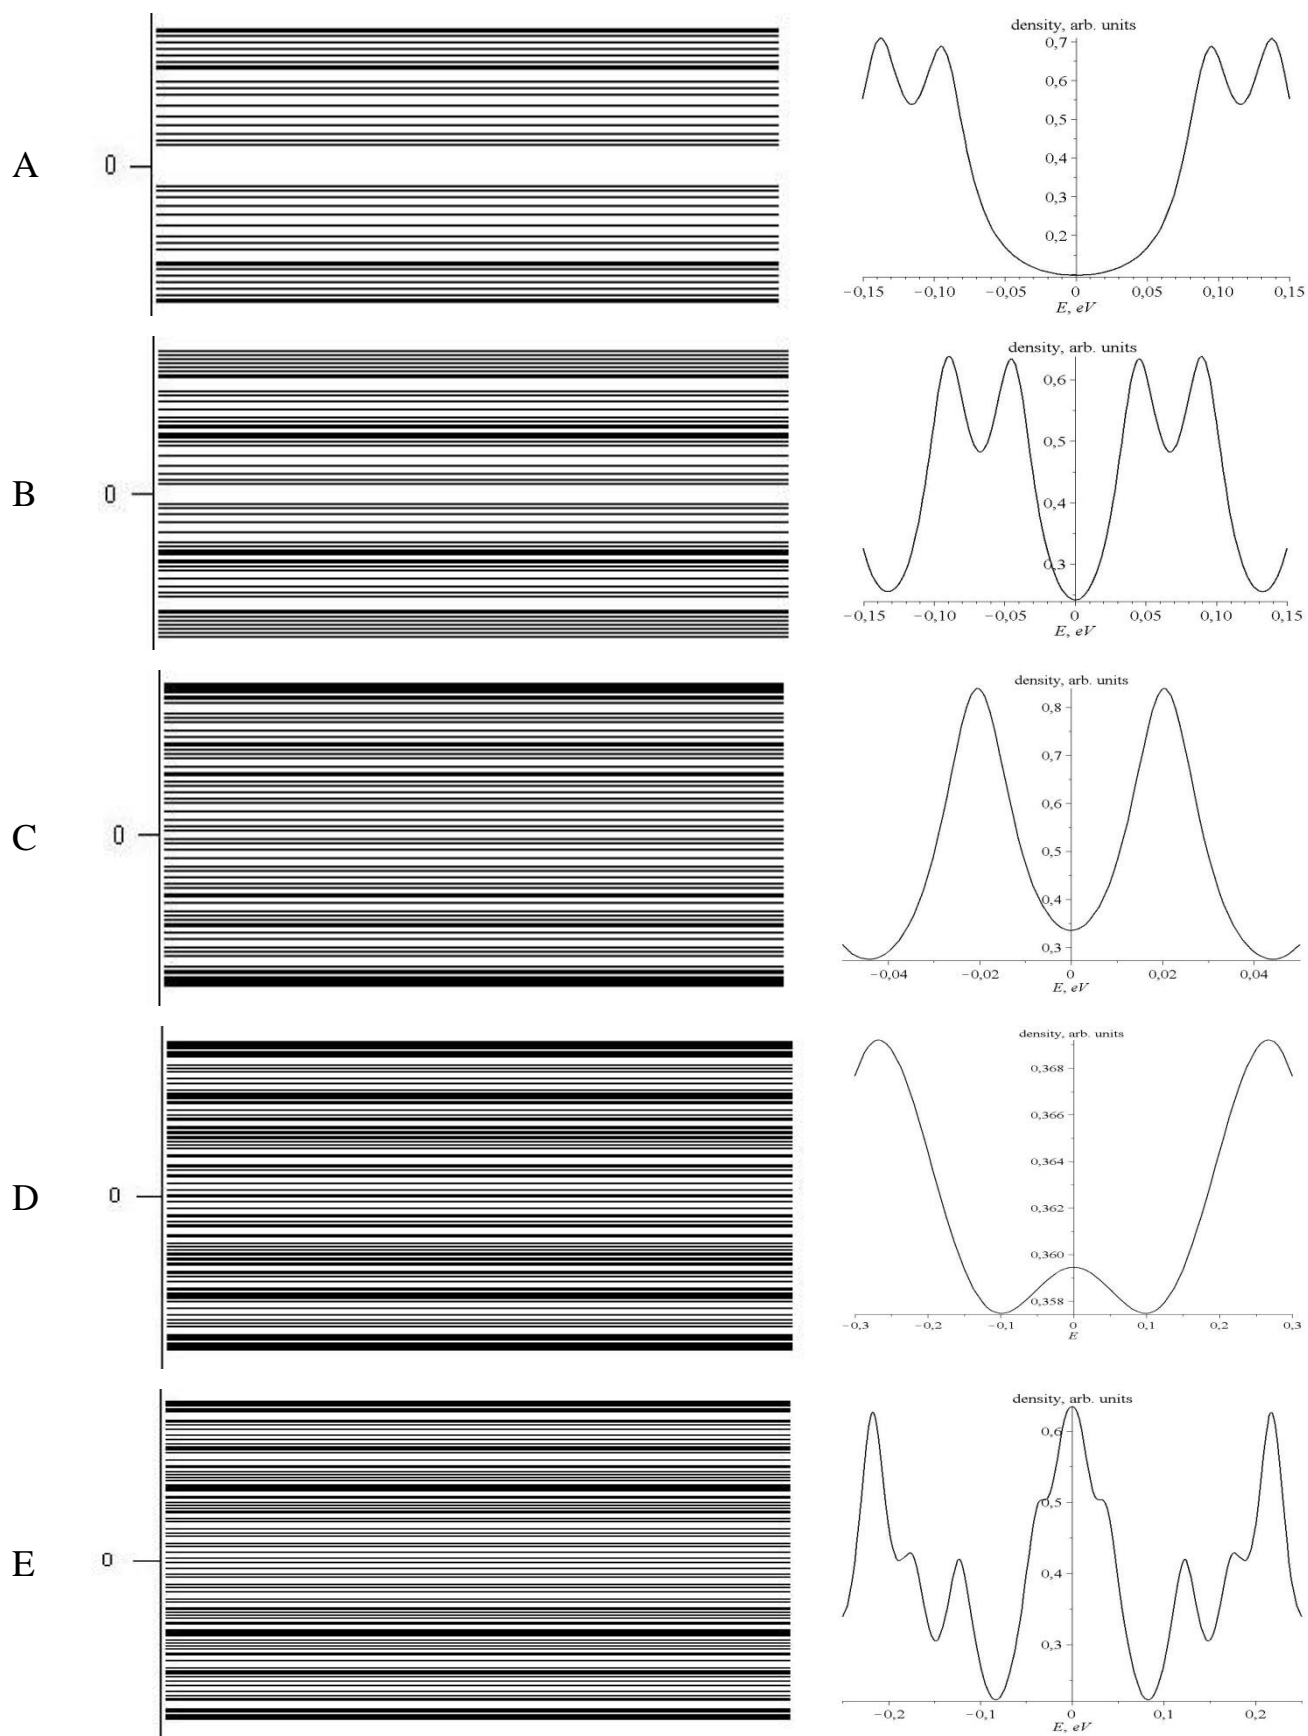 density, arb. units
0,7
0,6
0,5
0,4
0,3
0,2
A
0
−0,15 −0,10 −0,05 0 0,05 0,10 0,15
E, eV
density, arb. units
0,6
0,5
0,4
0,3
B
0
−0,15 −0,10 −0,05 0 0,05 0,10 0,15
E, eV
density, arb. units
0,8
0,7
0,6
0,5
0,4
0,3
C
0
−0,04 −0,02 0 0,02 0,04
E, eV
density, arb. units
0,368
0,366
0,364
0,362
0,360
0,358
D
0
−0,3 −0,2 −0,1 0 0,1 0,2 0,3
E
density, arb. units
0,6
0,5
0,4
0,3
E
0
−0,2 −0,1 0 0,1 0,2
E, eV